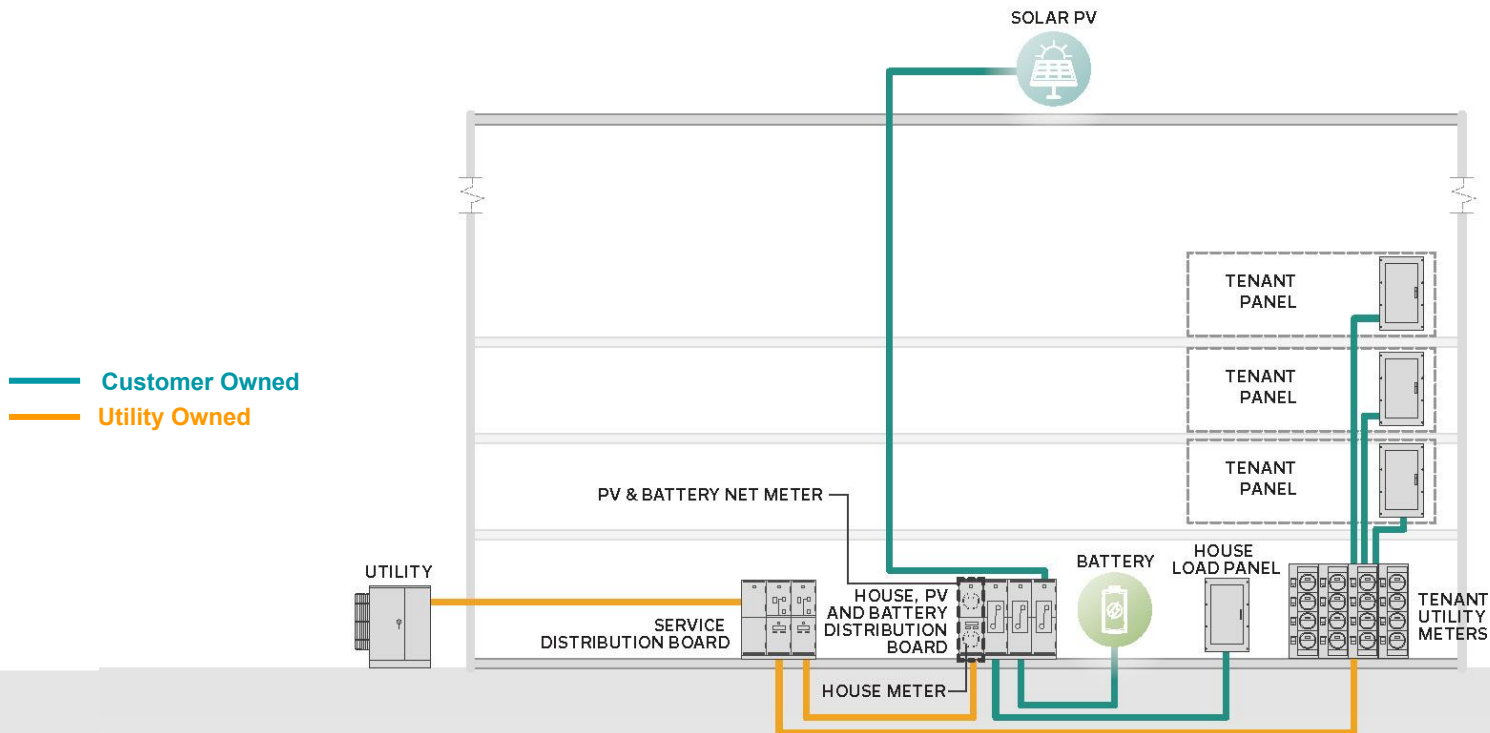 SOLAR PV
TENANT
PANEL
TENANT
PANEL
Customer Owned
Utility Owned
TENANT
PANEL
PV & BATTERY NET METER
UTILITY
SERVICE
DISTRIBUTION BOARD
HOUSE, PV
AND BATTERY
DISTRIBUTION
BOARD
BATTERY
HOUSE
LOAD PANEL
TENANT
UTILITY
METERS
HOUSE METER